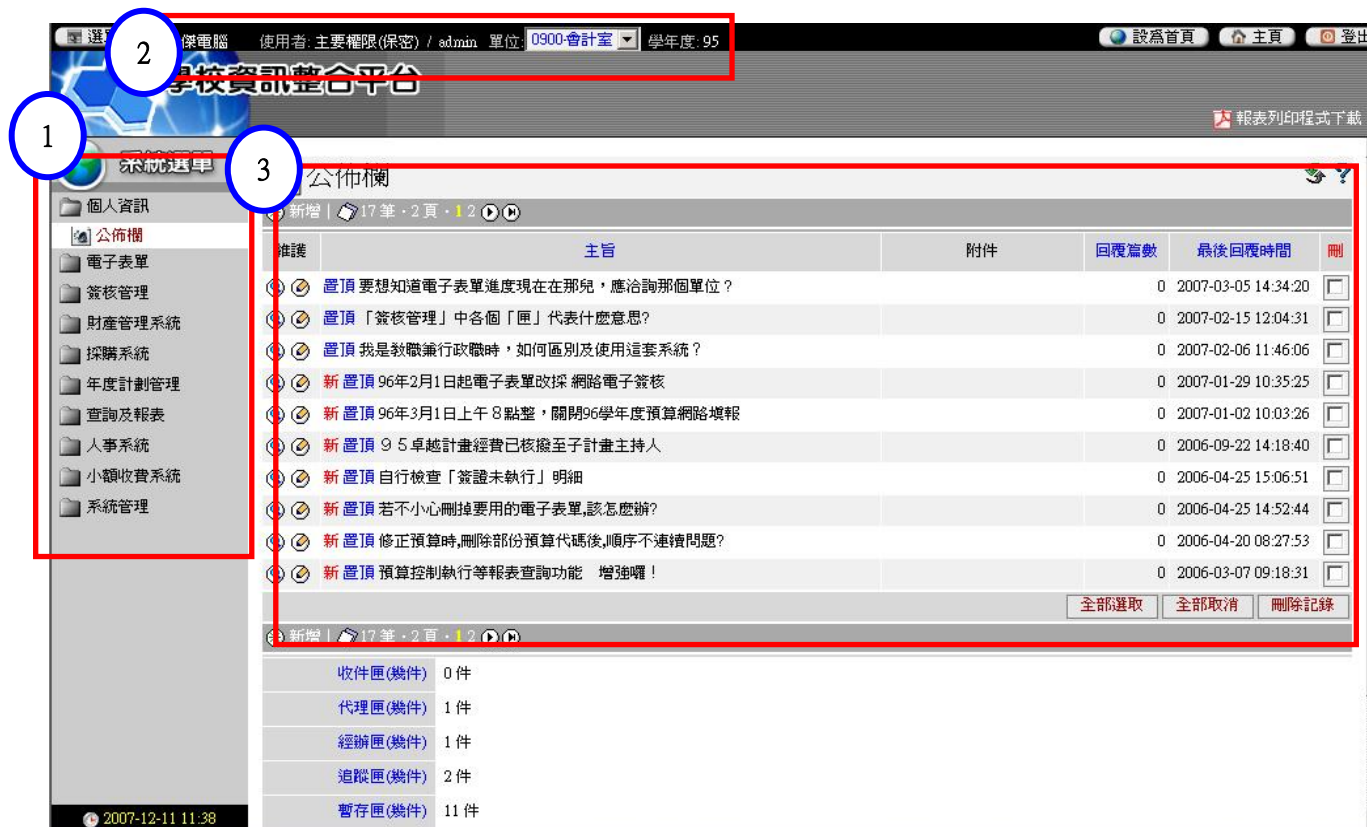 選
2
傑電腦 使用者: 主要權限(保密) / admin 單位: 0900-會計室 學年度: 95
設為首頁 主頁 登出
學校資訊整合平台
報表列印程式下載
1
系統選單
3
公佈欄
?
個人資訊
公佈欄
電子表單
簽核管理
財產管理系統
採購系統
年度計劃管理
查詢及報表
人事系統
小額收費系統
系統管理
新增 | 17 筆 · 2 頁 · 1 2
維護 主旨 附件 回覆篇數 最後回覆時間 刪
置頂 要想知道電子表單進度現在在那兒,應洽詢那個單位? 0 2007-03-05 14:34:20
置頂 「簽核管理」中各個「匣」代表什麼意思? 0 2007-02-15 12:04:31
置頂 我是教職兼行政職時,如何區別及使用這套系統? 0 2007-02-06 11:46:06
新 置頂 96年2月1日起電子表單改採 網路電子簽核 0 2007-01-29 10:35:25
新 置頂 96年3月1日上午8點整,關閉96學年度預算網路填報 0 2007-01-02 10:03:26
新 置頂 95卓越計畫經費已核撥至子計畫主持人 0 2006-09-22 14:18:40
新 置頂 自行檢查「簽證未執行」明細 0 2006-04-25 15:06:51
新 置頂 若不小心刪掉要用的電子表單,該怎麼辦? 0 2006-04-25 14:52:44
新 置頂 修正預算時,刪除部份預算代碼後,順序不連續問題? 0 2006-04-20 08:27:53
新 置頂 預算控制執行等報表查詢功能 增強囉! 0 2006-03-07 09:18:31
全部選取 全部取消 刪除記錄
新增 | 17 筆 · 2 頁 · 1 2
收件匣(幾件) 0 件
代理匣(幾件) 1 件
經辦匣(幾件) 1 件
追蹤匣(幾件) 2 件
暫存匣(幾件) 11 件
2007-12-11 11:38